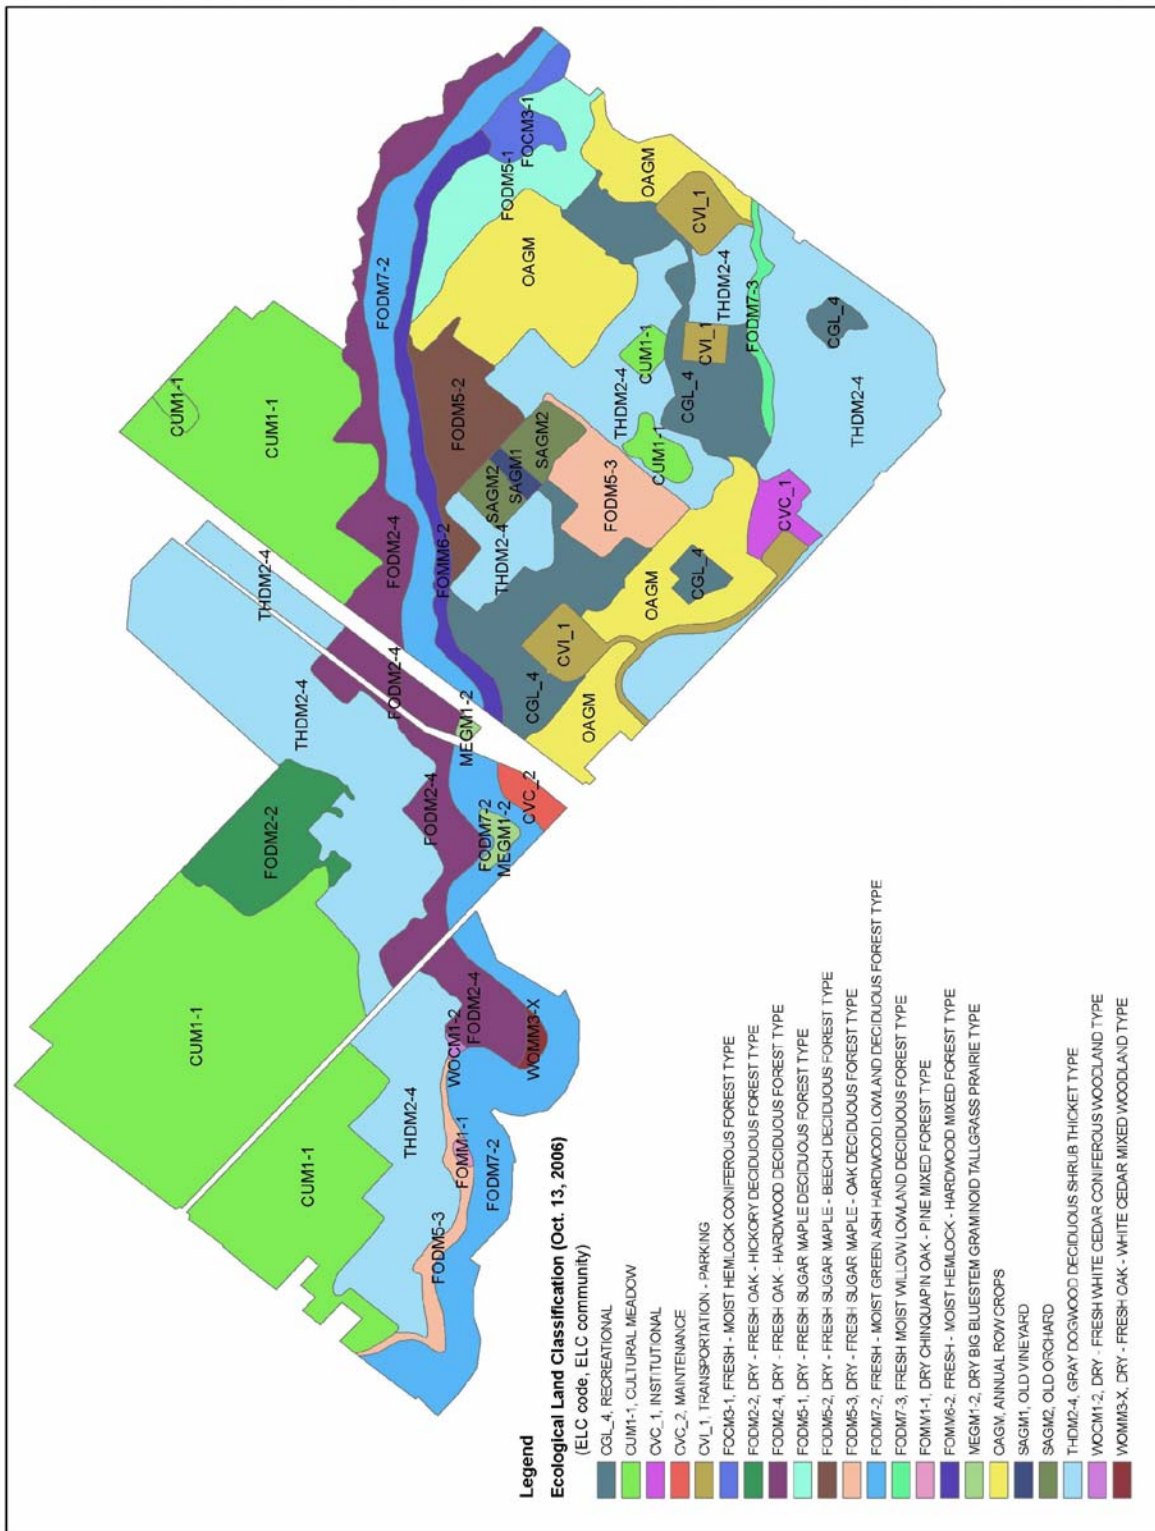 Legend
Ecological Land Classification (Oct. 13, 2006)
(ELC code, ELC community)
CGL_4, RECREATIONAL
CUM1-1, CULTURAL MEADOW
CVC_1, INSTITUTIONAL
CVC_2, MAINTENANCE
CVI_1, TRANSPORTATION - PARKING
FOCM3-1, FRESH - MOIST HEMLOCK CONIFEROUS FOREST TYPE
FODM2-2, DRY - FRESH OAK - HICKORY DECIDUOUS FOREST TYPE
FODM2-4, DRY - FRESH OAK - HARDWOOD DECIDUOUS FOREST TYPE
FODM5-1, DRY - FRESH SUGAR MAPLE DECIDUOUS FOREST TYPE
FODM5-2, DRY - FRESH SUGAR MAPLE - BEECH DECIDUOUS FOREST TYPE
FODM5-3, DRY - FRESH SUGAR MAPLE - OAK DECIDUOUS FOREST TYPE
FODM7-2, FRESH - MOIST GREEN ASH HARDWOOD LOWLAND DECIDUOUS FOREST TYPE
FODM7-3, FRESH MOIST WILLOW LOWLAND DECIDUOUS FOREST TYPE
FOMM1-1, DRY CHINQUAPIN OAK - PINE MIXED FOREST TYPE
FOMM6-2, FRESH - MOIST HEMLOCK - HARDWOOD MIXED FOREST TYPE
MEGM1-2, DRY BIG BLUESTEM GRAMINOID TALLGRASS PRAIRIE TYPE
OAGM, ANNUAL ROW CROPS
SAGM1, OLD VINEYARD
SAGM2, OLD ORCHARD
THDM2-4, GRAY DOGWOOD DECIDUOUS SHRUB THICKET TYPE
WOCM1-2, DRY - FRESH WHITE CEDAR CONIFEROUS WOODLAND TYPE
WOMM3-X, DRY - FRESH OAK - WHITE CEDAR MIXED WOODLAND TYPE
CUM1-1
CUM1-1
THDM2-4
FODM5-3
FOMM1-1
FODM7-2
WOCM1-2
FODM2-4
WOMM3-X
FODM2-2
THDM2-4
THDM2-4
FODM2-4
FODM2-4
FODM7-2
MEGM1-2
MEGM1-2
CVC_2
CUM1-1
CUM1-1
FODM2-4
FODM7-2
FOMM6-2
FODM5-1
FOCM3-1
OAGM
OAGM
FODM5-2
SAGM2
SAGM1
SAGM2
THDM2-4
FODM5-3
THDM2-4
CUM1-1
CUM1-1
CGL_4
CVI_1
CVI_1
THDM2-4
FODM7-3
CGL_4
THDM2-4
CGL_4
CVI_1
OAGM
OAGM
CGL_4
CVC_1